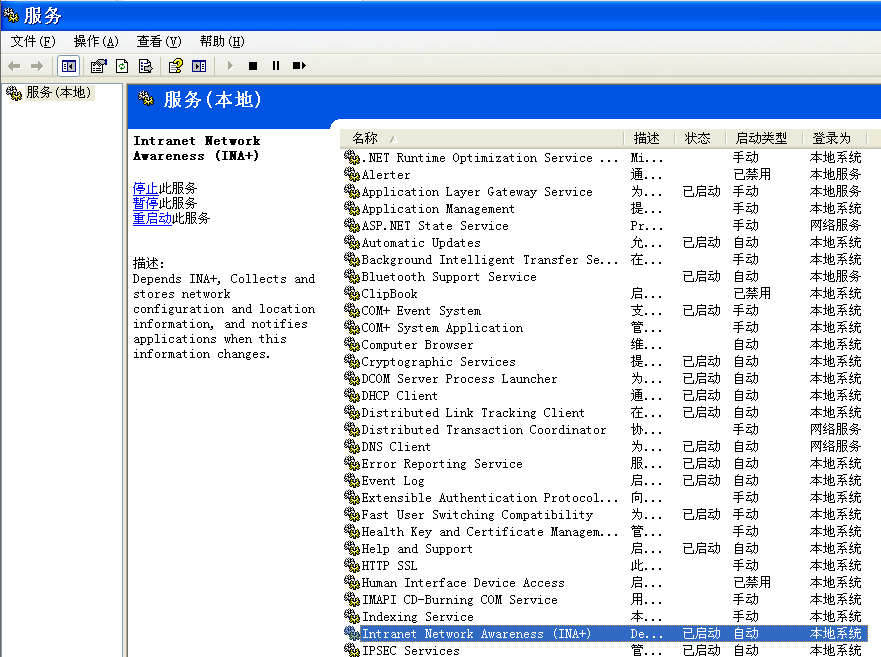 服务
文件(F) 操作(A) 查看(V) 帮助(H)
服务(本地)
服务(本地)
Intranet Network
Awareness (INA+)
停止此服务
暂停此服务
重启动此服务
描述:
Depends INA+, Collects and
stores network
configuration and location
information, and notifies
applications when this
information changes.
名称 描述 状态 启动类型 登录为
.NET Runtime Optimization Service ... Mi... 手动 本地系统
Alerter 通... 已禁用 本地服务
Application Layer Gateway Service 为... 已启动 手动 本地服务
Application Management 提... 手动 本地系统
ASP.NET State Service Pr... 手动 网络服务
Automatic Updates 允... 已启动 自动 本地系统
Background Intelligent Transfer Se... 在... 手动 本地系统
Bluetooth Support Service 已启动 自动 本地服务
ClipBook 启... 已禁用 本地系统
COM+ Event System 支... 已启动 手动 本地系统
COM+ System Application 管... 手动 本地系统
Computer Browser 维... 自动 本地系统
Cryptographic Services 提... 已启动 自动 本地系统
DCOM Server Process Launcher 为... 已启动 自动 本地系统
DHCP Client 通... 已启动 自动 本地系统
Distributed Link Tracking Client 在... 已启动 自动 本地系统
Distributed Transaction Coordinator 协... 手动 网络服务
DNS Client 为... 已启动 自动 网络服务
Error Reporting Service 服... 已启动 自动 本地系统
Event Log 启... 已启动 自动 本地系统
Extensible Authentication Protocol... 向... 手动 本地系统
Fast User Switching Compatibility 为... 已启动 手动 本地系统
Health Key and Certificate Managem... 管... 手动 本地系统
Help and Support 启... 已启动 自动 本地系统
HTTP SSL 此... 手动 本地系统
Human Interface Device Access 启... 已禁用 本地系统
IMAPI CD-Burning COM Service 用... 手动 本地系统
Indexing Service 本... 手动 本地系统
Intranet Network Awareness (INA+) De... 已启动 自动 本地系统
IPSEC Services 管... 已启动 自动 本地系统